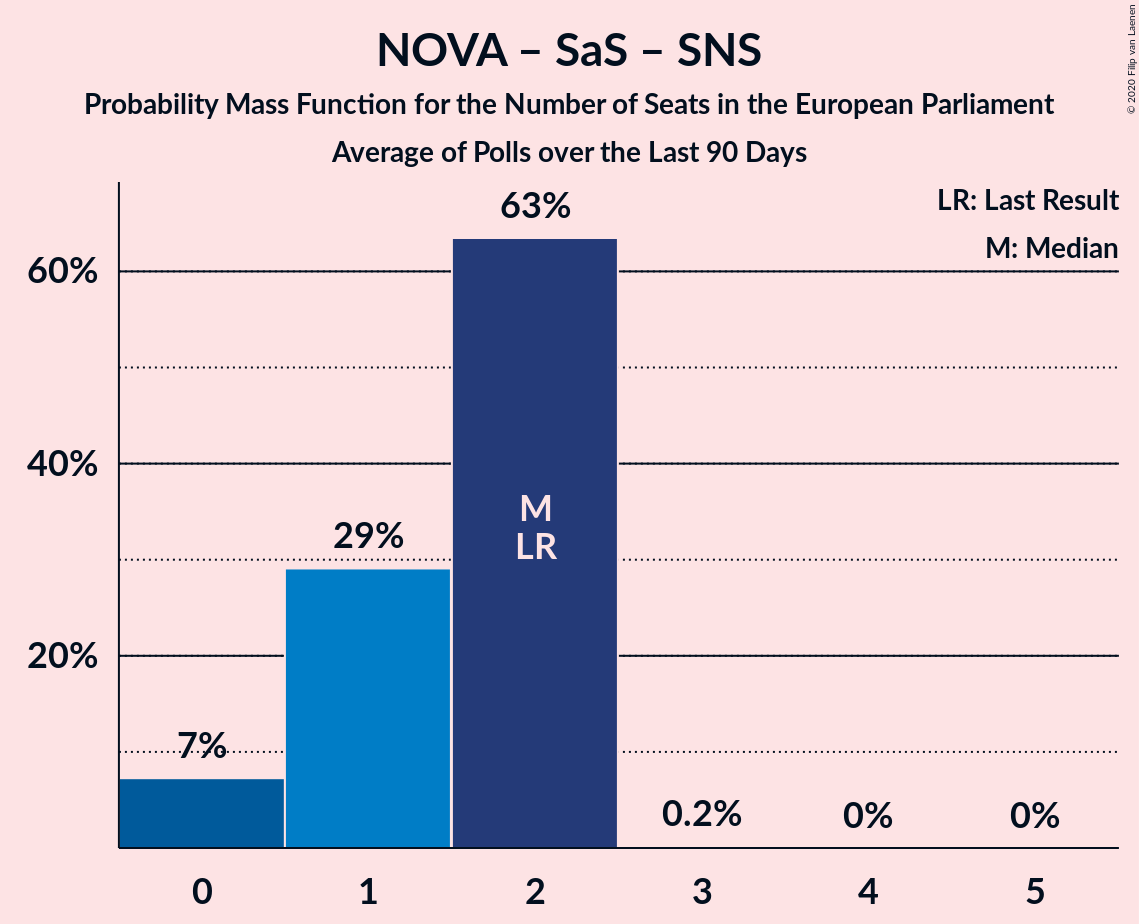 NOVA – SaS – SNS
Probability Mass Function for the Number of Seats in the European Parliament
Average of Polls over the Last 90 Days
© 2020 Filip van Laenen
LR: Last Result
M: Median
63%
60%
40%
M
LR
29%
20%
7%
0.2%
0%
0%
0
1
2
3
4
5